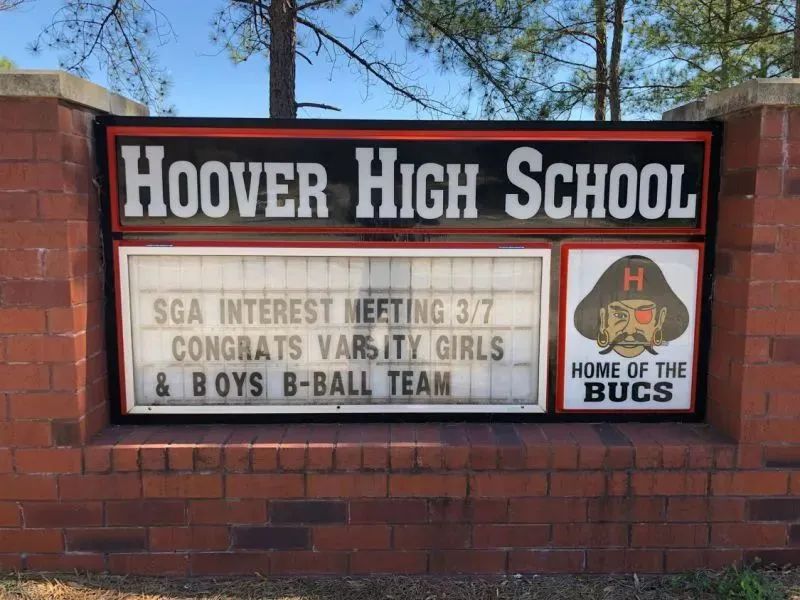 HOOVER HIGH SCHOOL
SGA INTEREST MEETING 3/7
CONGRATS VARSITY GIRLS
& BOYS B-BALL TEAM
H
HOME OF THE
BUCS